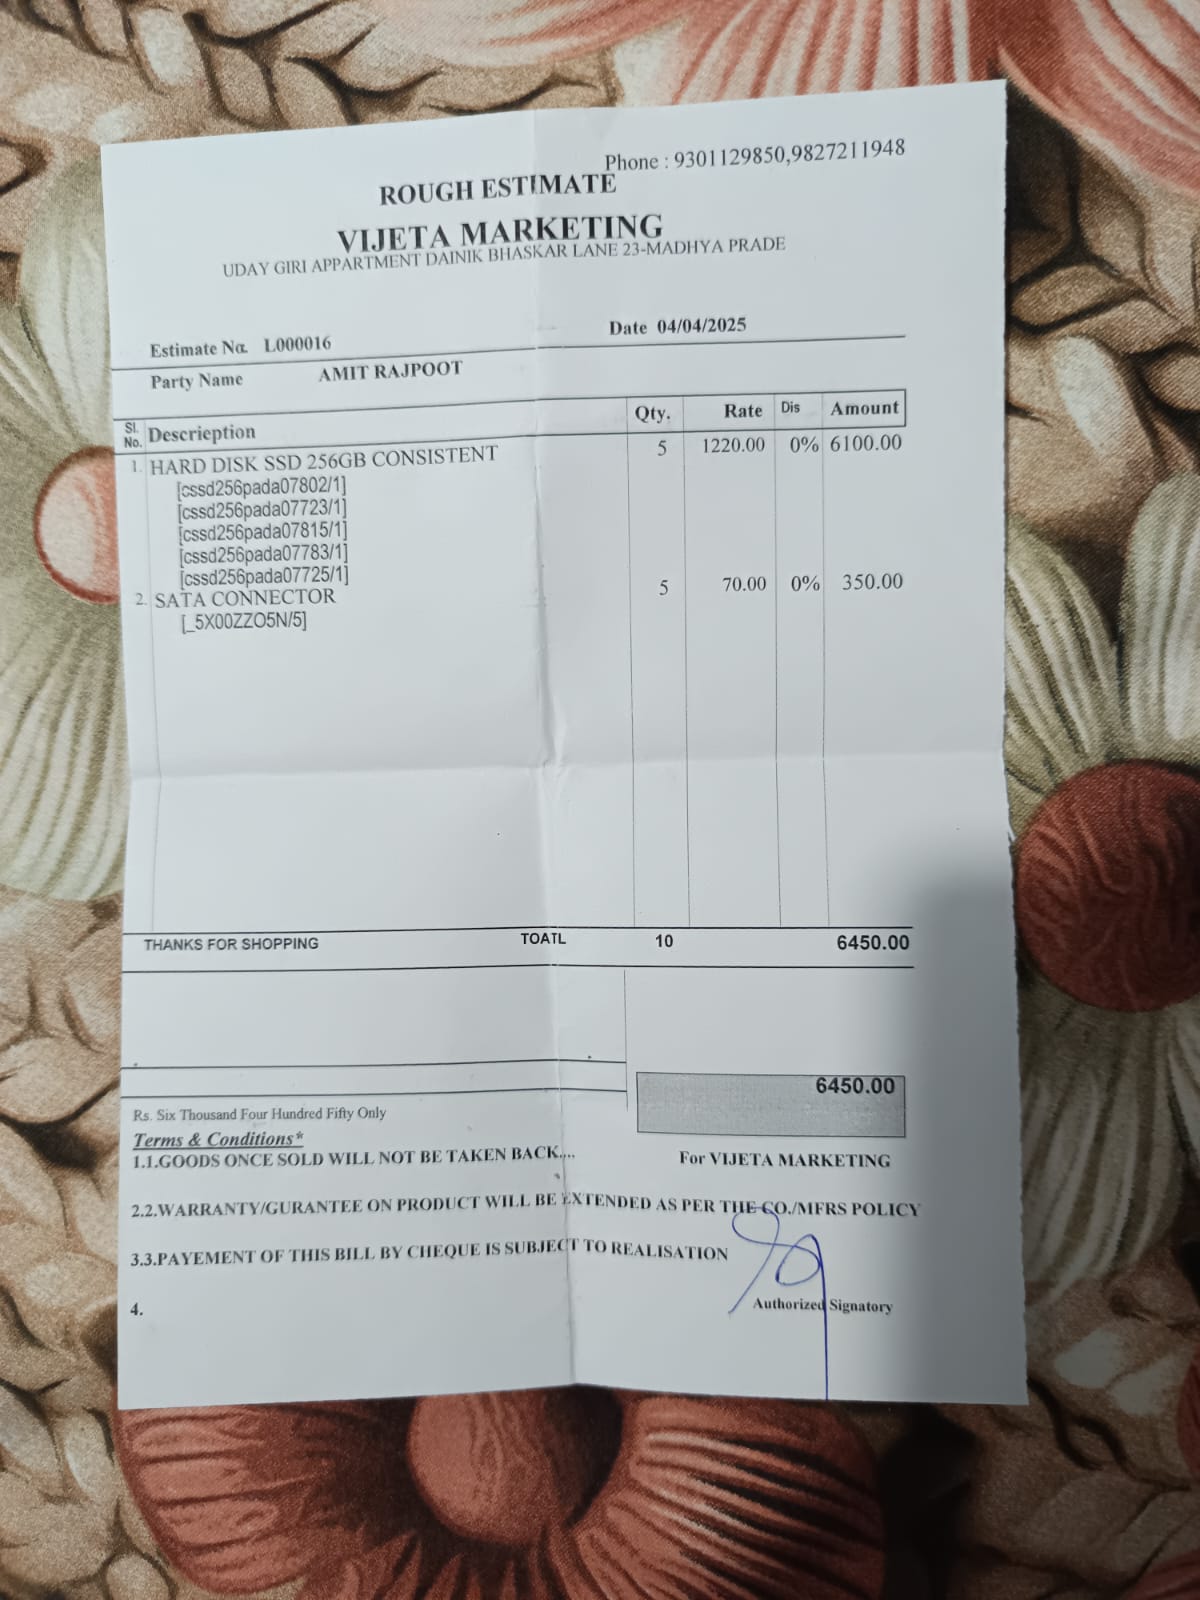 Phone : 9301129850,9827211948
ROUGH ESTIMATE
VIJETA MARKETING
UDAY GIRI APPARTMENT DAINIK BHASKAR LANE 23-MADHYA PRADE
Estimate No. L000016 Date 04/04/2025
Party Name AMIT RAJPOOT
Sl. No. Descrieption Qty. Rate Dis Amount
1. HARD DISK SSD 256GB CONSISTENT 5 1220.00 0% 6100.00
[cssd256pada07802/1]
[cssd256pada07723/1]
[cssd256pada07815/1]
[cssd256pada07783/1]
[cssd256pada07725/1]
2. SATA CONNECTOR 5 70.00 0% 350.00
[_5X00ZZO5N/5]
THANKS FOR SHOPPING TOATL 10 6450.00
6450.00
Rs. Six Thousand Four Hundred Fifty Only
Terms & Conditions*
1.1.GOODS ONCE SOLD WILL NOT BE TAKEN BACK....
For VIJETA MARKETING
2.2.WARRANTY/GURANTEE ON PRODUCT WILL BE EXTENDED AS PER THE CO./MFRS POLICY
3.3.PAYEMENT OF THIS BILL BY CHEQUE IS SUBJECT TO REALISATION
4.
Authorized Signatory